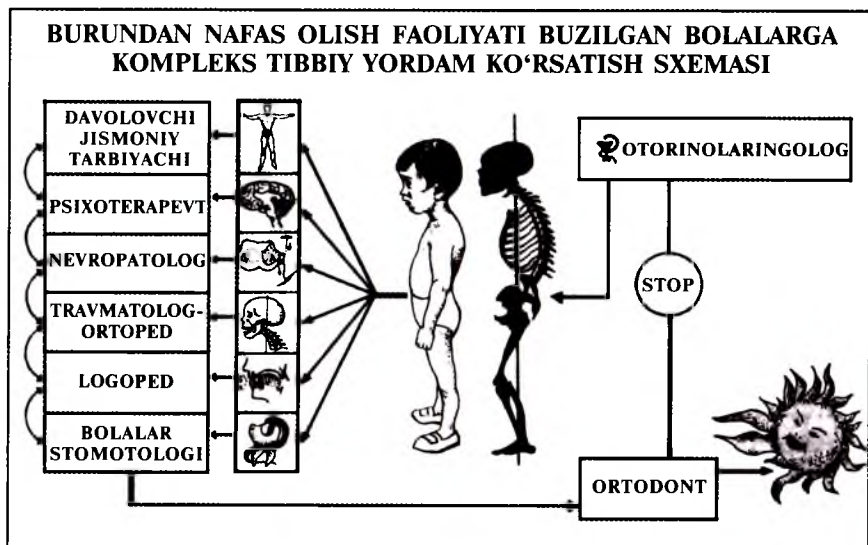 BURUNDAN NAFAS OLISH FAOLIYATI BUZILGAN BOLALARGA
KOMPLEKS TIBBIY YORDAM KO‘RSATISH SXEMASI
DAVOLOVCHI
JISMONIY
TARBIYACHI
PSIXOTERAPEVT
NEVROPATOLOG
TRAVMATOLOG-
ORTOPED
LOGOPED
BOLALAR
STOMOTOLOGI
OTORINOLARINGOLOG
STOP
ORTODONT